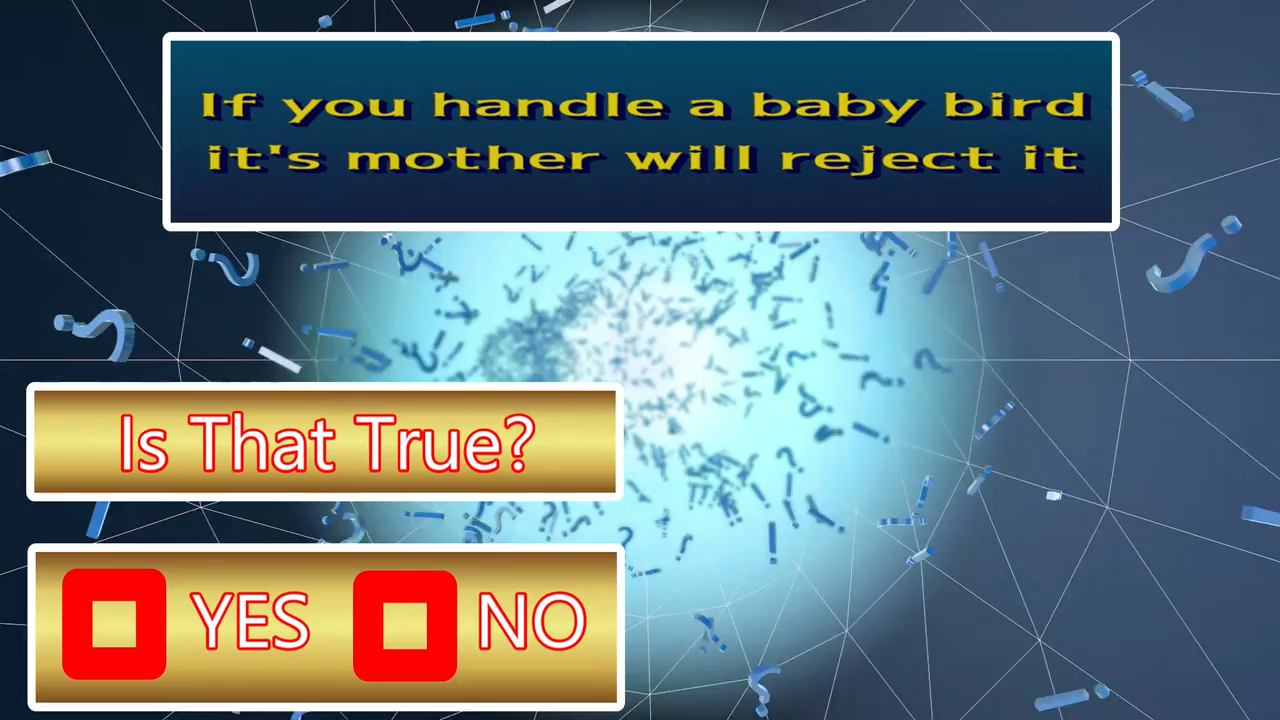 If you handle a baby bird
it's mother will reject it
Is That True?
YES NO